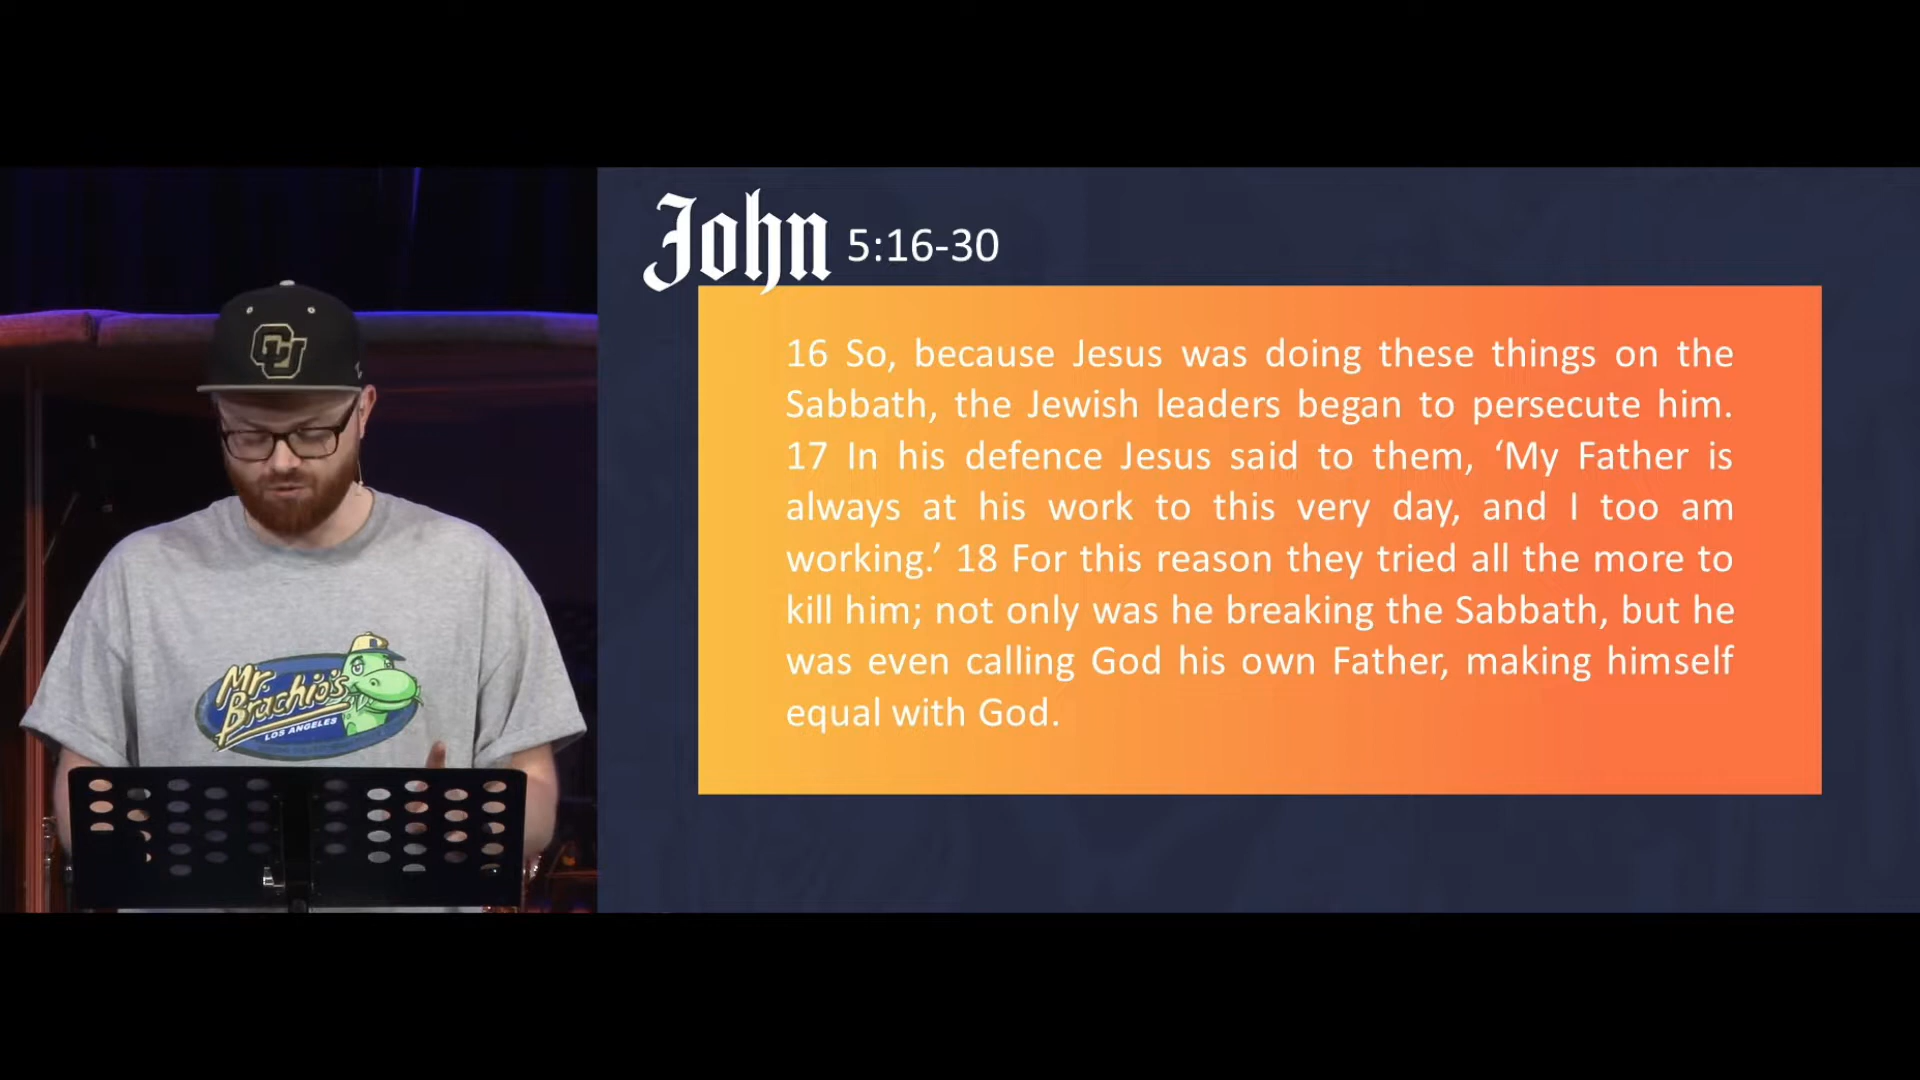 CU
Mr.
Brachio's
LOS ANGELES
John 5:16-30
16 So, because Jesus was doing these things on the
Sabbath, the Jewish leaders began to persecute him.
17 In his defence Jesus said to them, ‘My Father is
always at his work to this very day, and I too am
working.’ 18 For this reason they tried all the more to
kill him; not only was he breaking the Sabbath, but he
was even calling God his own Father, making himself
equal with God.